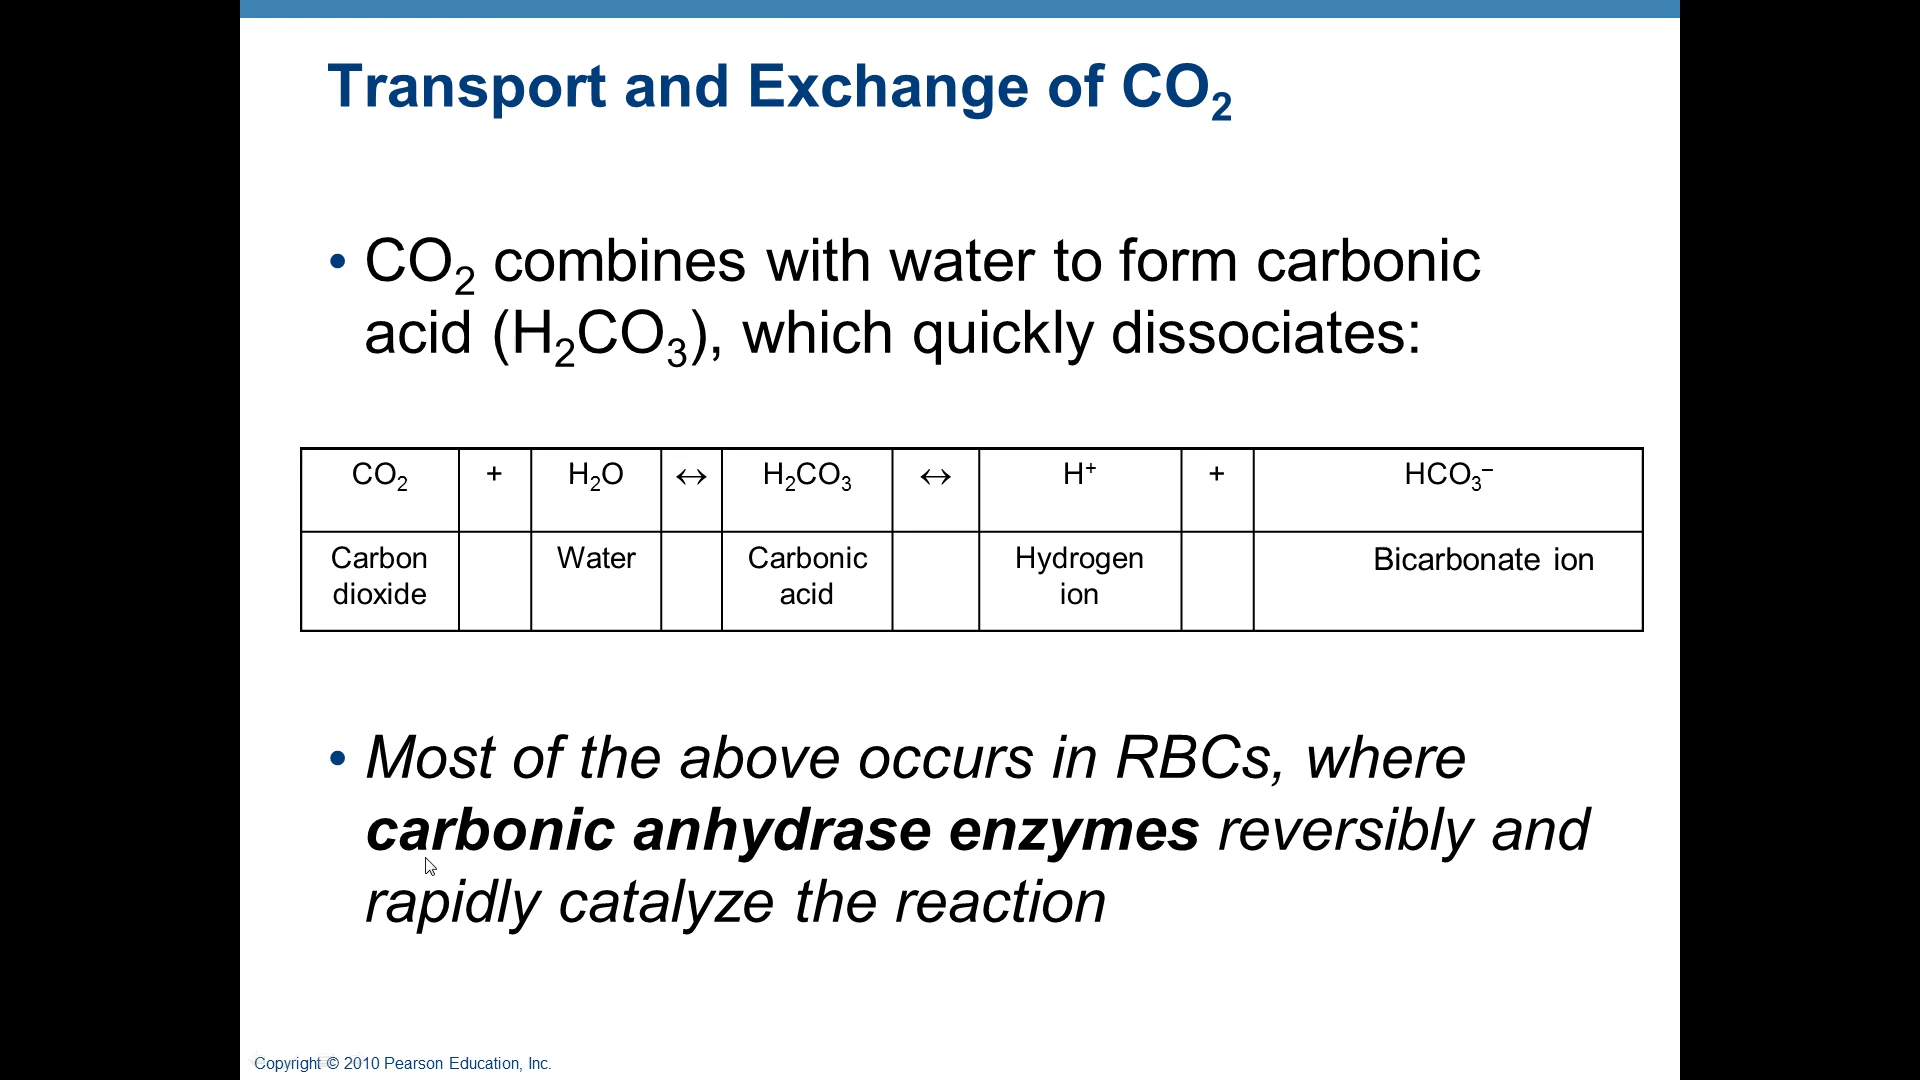 Transport and Exchange of CO₂
• CO₂ combines with water to form carbonic
acid (H₂CO₃), which quickly dissociates:
CO₂ + H₂O ↔ H₂CO₃ ↔ H⁺ + HCO₃⁻
Carbon dioxide Water Carbonic acid Hydrogen ion Bicarbonate ion
• Most of the above occurs in RBCs, where
carbonic anhydrase enzymes reversibly and
rapidly catalyze the reaction
Copyright © 2010 Pearson Education, Inc.